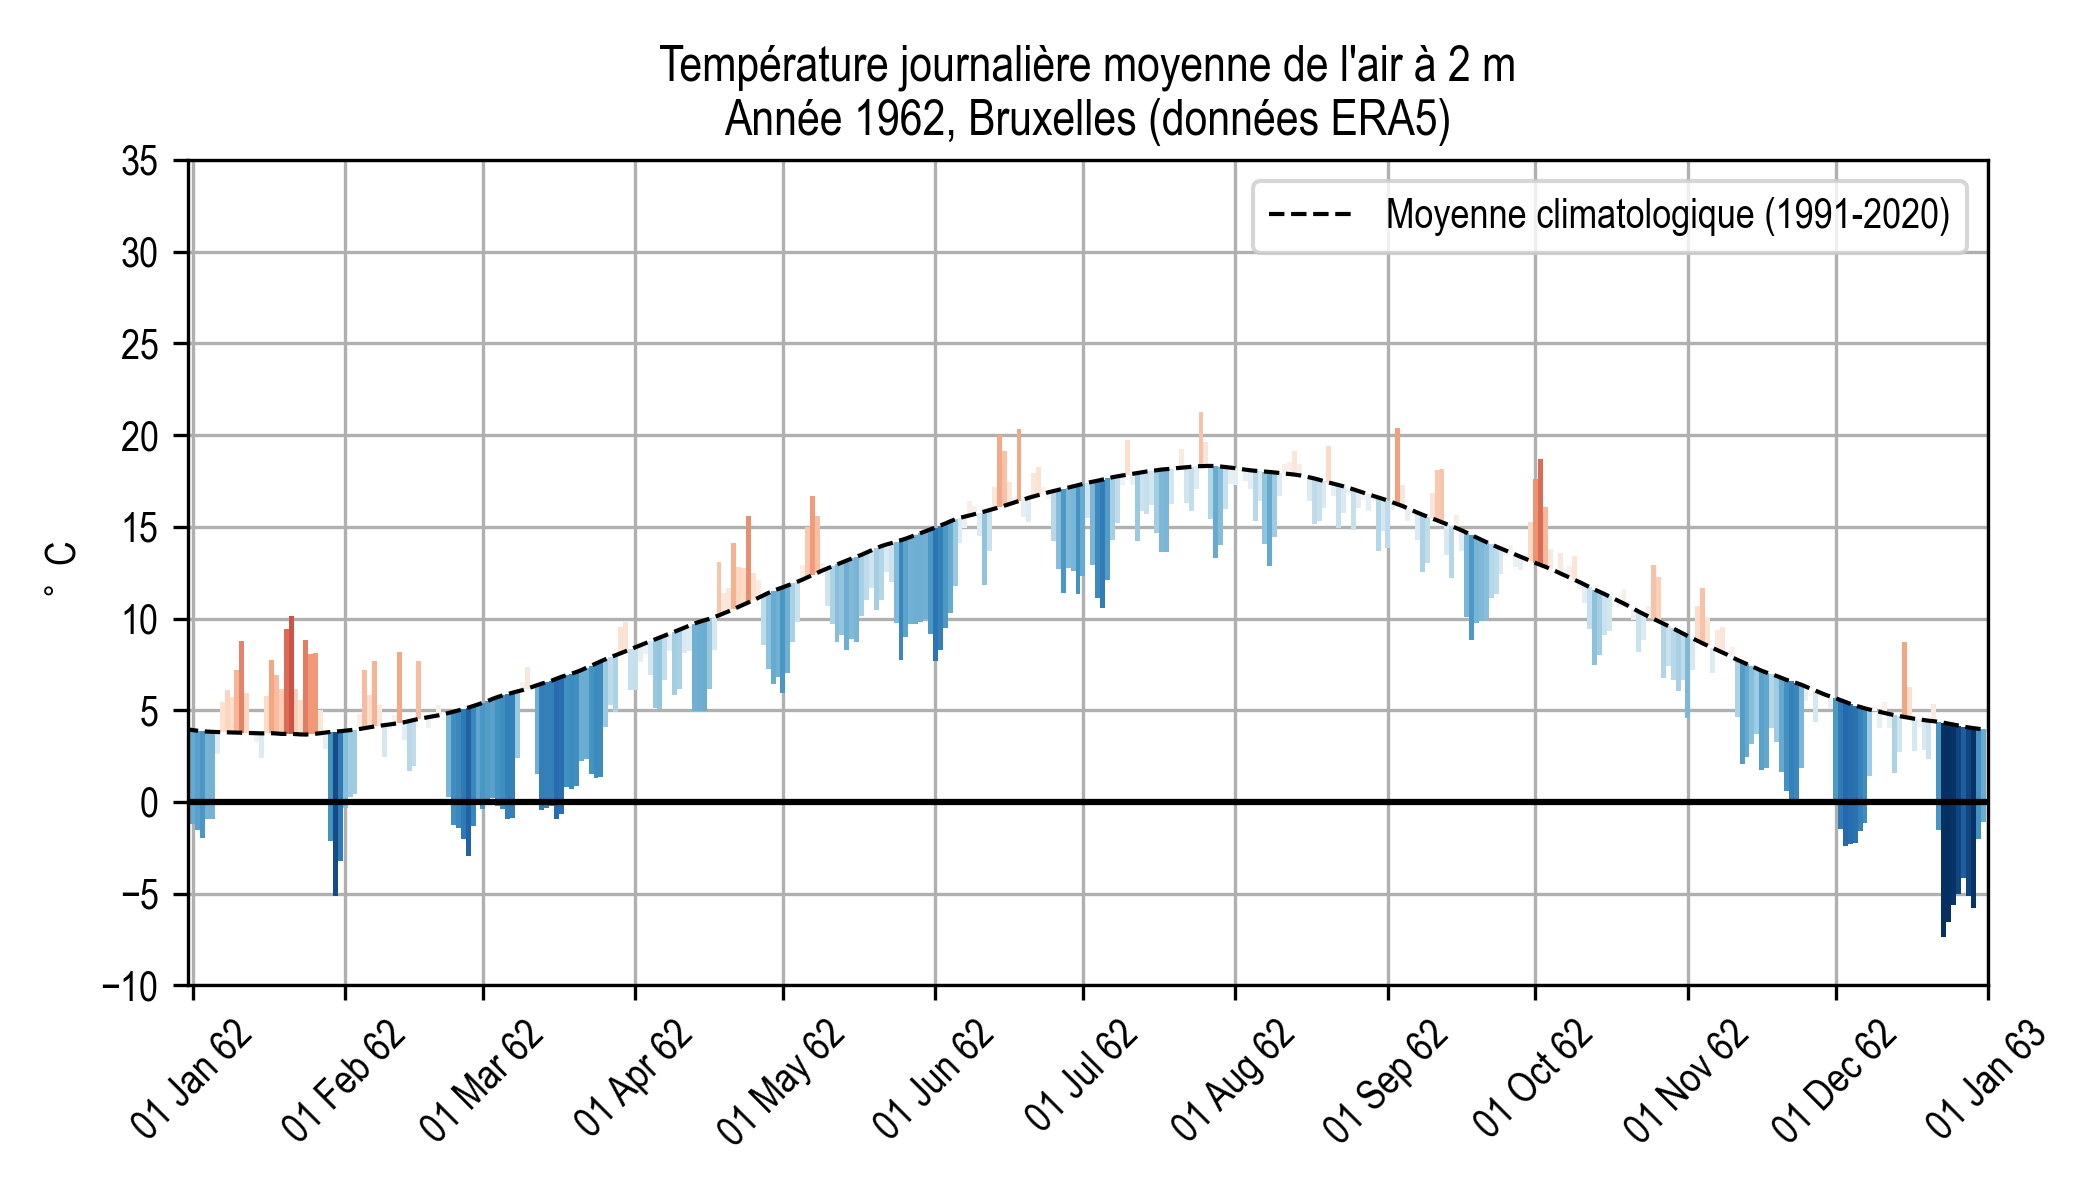 Température journalière moyenne de l'air à 2 m
Année 1962, Bruxelles (données ERA5)
Moyenne climatologique (1991-2020)
° C
35
30
25
20
15
10
5
0
−5
−10
01 Jan 62
01 Feb 62
01 Mar 62
01 Apr 62
01 May 62
01 Jun 62
01 Jul 62
01 Aug 62
01 Sep 62
01 Oct 62
01 Nov 62
01 Dec 62
01 Jan 63